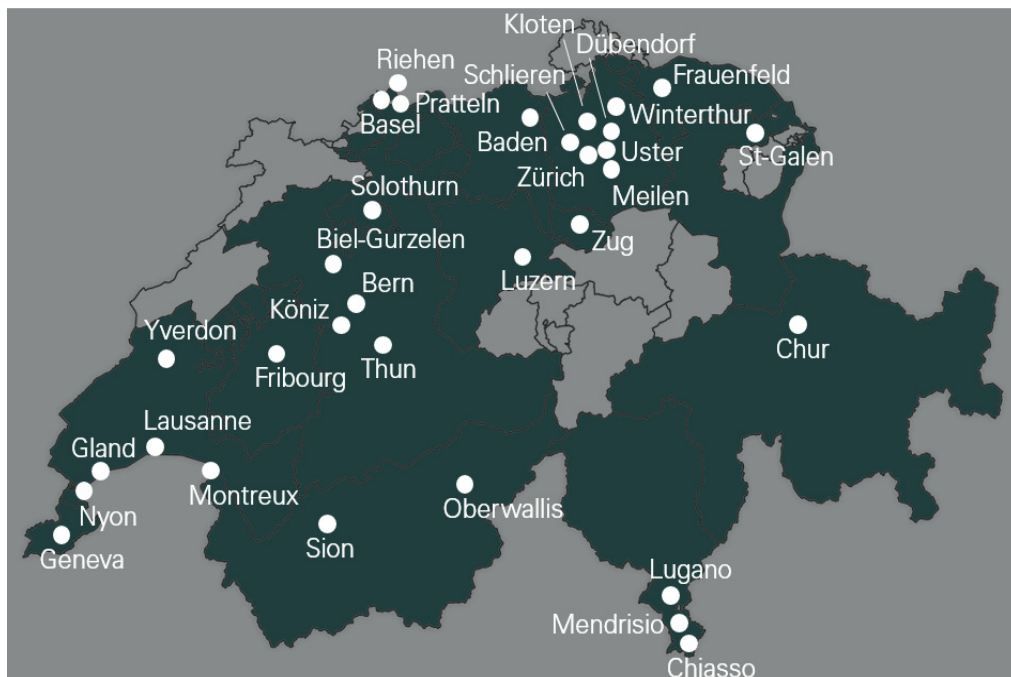 Kloten
Dübendorf
Riehen
Schlieren
Frauenfeld
Pratteln
Basel
Winterthur
Baden
Uster
St-Galen
Zürich
Meilen
Solothurn
Biel-Gurzelen
Zug
Luzern
Bern
Köniz
Yverdon
Chur
Fribourg
Thun
Lausanne
Gland
Montreux
Oberwallis
Nyon
Sion
Geneva
Lugano
Mendrisio
Chiasso